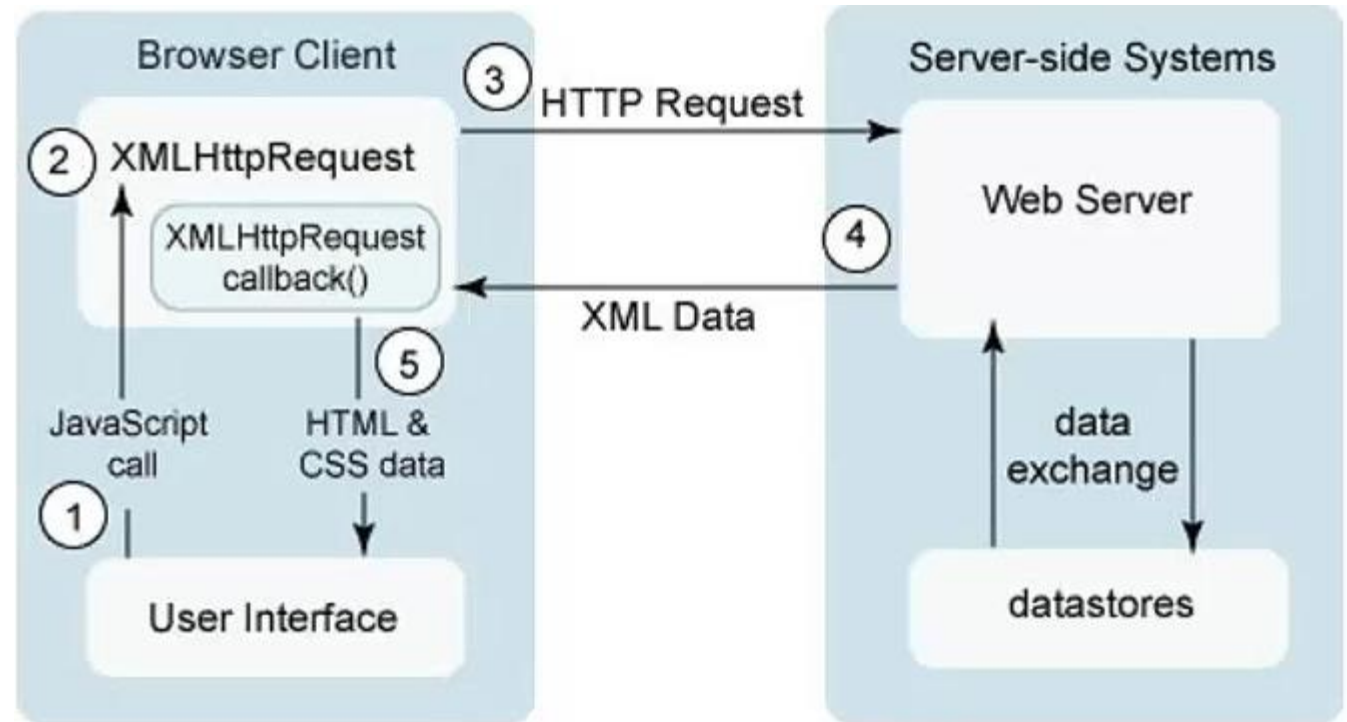 Browser Client
Server-side Systems
3
HTTP Request
2
XMLHttpRequest
XMLHttpRequest
callback()
Web Server
4
XML Data
5
JavaScript
call
HTML &
CSS data
data
exchange
1
User Interface
datastores